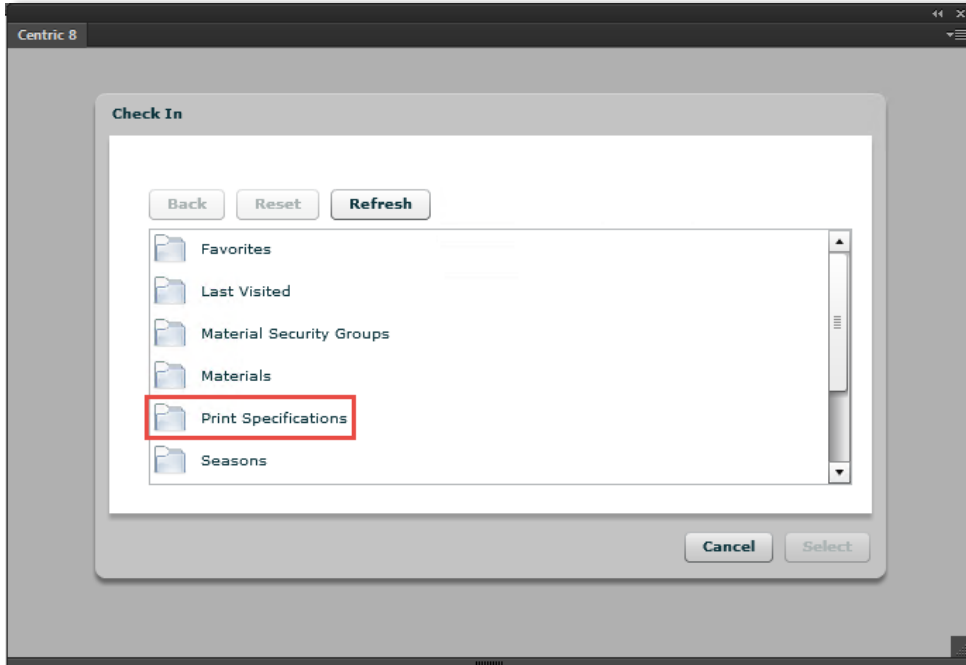 Centric 8
Check In
Back Reset Refresh
Favorites
Last Visited
Material Security Groups
Materials
Print Specifications
Seasons
Cancel Select